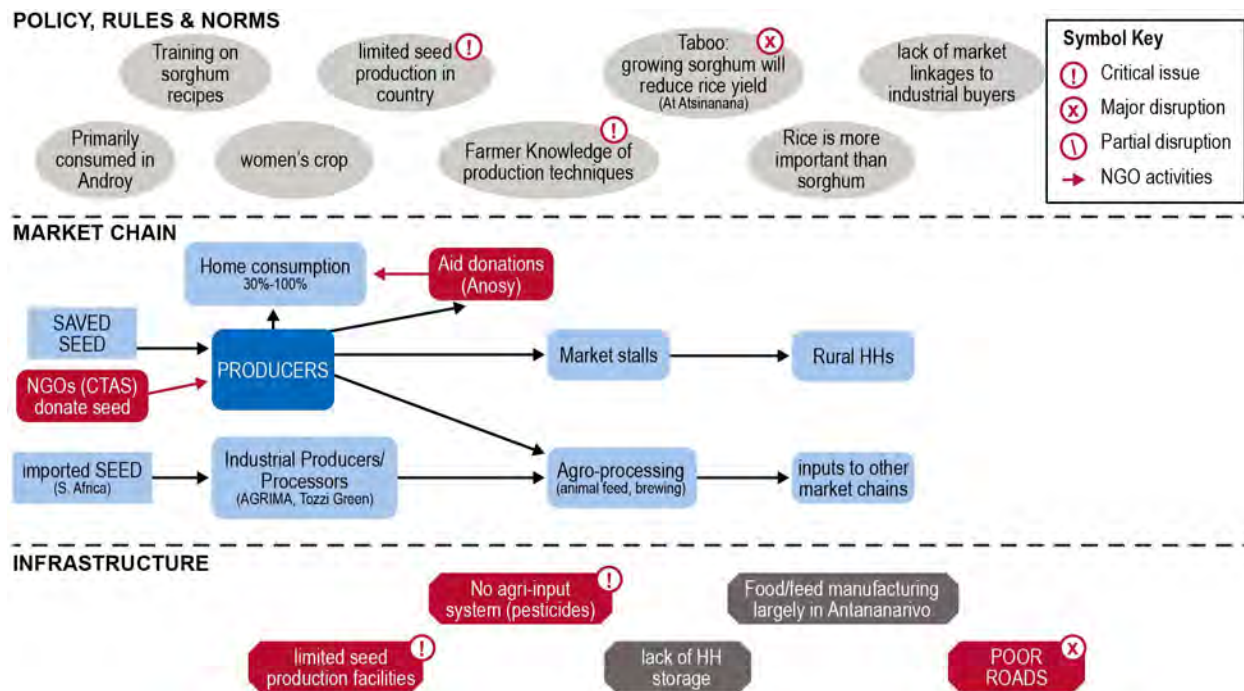 POLICY, RULES & NORMS
Training on
sorghum
recipes
limited seed
production in
country
!
Taboo:
growing sorghum will
reduce rice yield
(At Atsinanana)
x
lack of market
linkages to
industrial buyers
Primarily
consumed in
Androy
women's crop
Farmer Knowledge of
production techniques
!
Rice is more
important than
sorghum
Symbol Key
! Critical issue
x Major disruption
\ Partial disruption
NGO activities
MARKET CHAIN
Home consumption
30%-100%
Aid donations
(Anosy)
SAVED
SEED
PRODUCERS
Market stalls
Rural HHs
NGOs (CTAS)
donate seed
imported SEED
(S. Africa)
Industrial Producers/
Processors
(AGRIMA, Tozzi Green)
Agro-processing
(animal feed, brewing)
inputs to other
market chains
INFRASTRUCTURE
No agri-input
system (pesticides)
!
Food/feed manufacturing
largely in Antananarivo
limited seed
production facilities
!
lack of HH
storage
POOR
ROADS
x